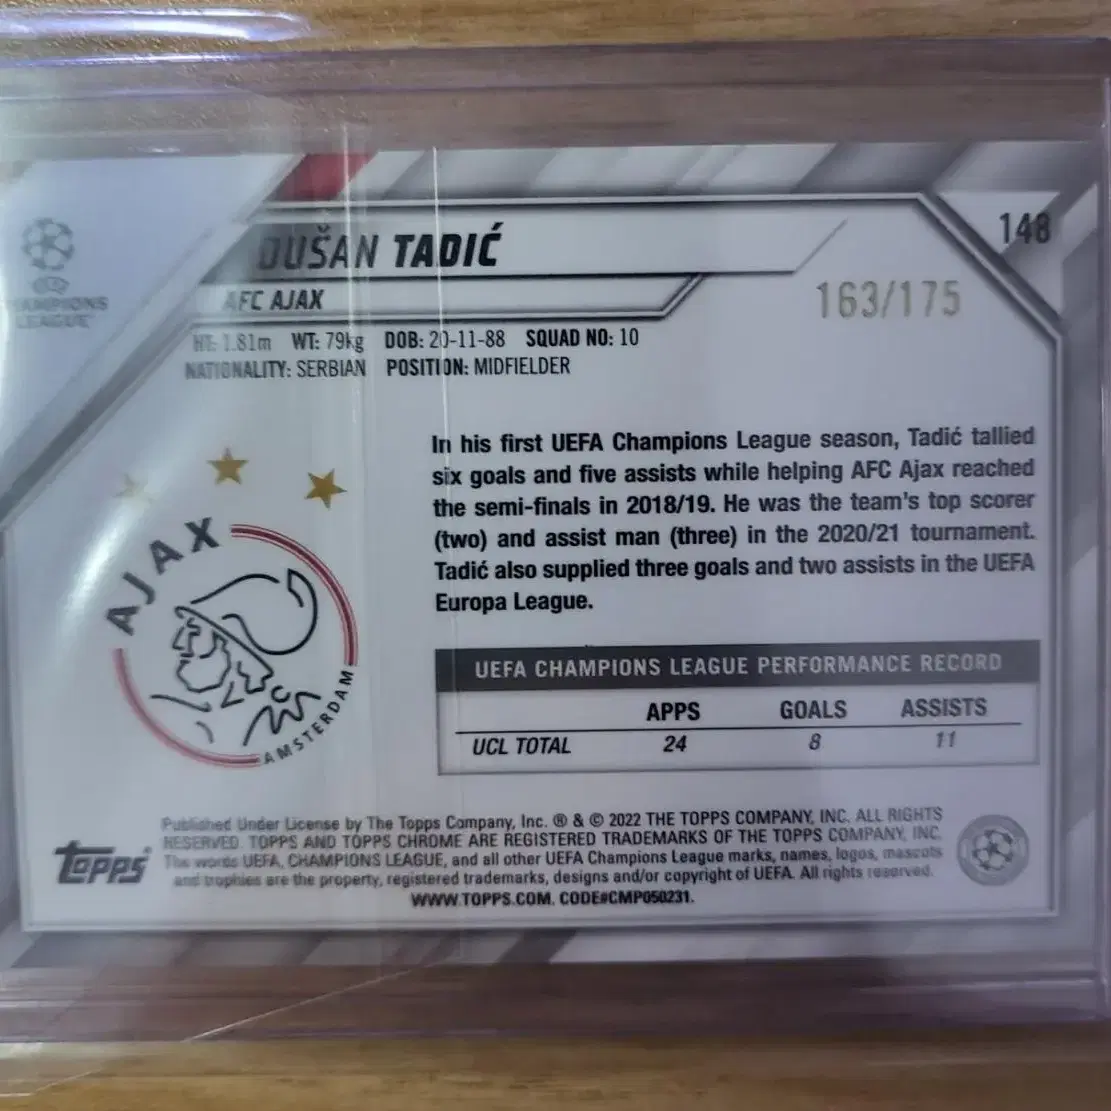 DUŠAN TADIĆ
148
AFC AJAX
163/175
CHAMPIONS
LEAGUE
HT: 1.81m WT: 79kg DOB: 20-11-88 SQUAD NO: 10
NATIONALITY: SERBIAN POSITION: MIDFIELDER
In his first UEFA Champions League season, Tadić tallied
six goals and five assists while helping AFC Ajax reached
the semi-finals in 2018/19. He was the team's top scorer
(two) and assist man (three) in the 2020/21 tournament.
Tadić also supplied three goals and two assists in the UEFA
Europa League.
AJAX
AMSTERDAM
UEFA CHAMPIONS LEAGUE PERFORMANCE RECORD
APPS GOALS ASSISTS
UCL TOTAL 24 8 11
Published Under License by The Topps Company, Inc. ® & © 2022 THE TOPPS COMPANY, INC. ALL RIGHTS
RESERVED. TOPPS AND TOPPS CHROME ARE REGISTERED TRADEMARKS OF THE TOPPS COMPANY, INC.
The words UEFA, CHAMPIONS LEAGUE, and all other UEFA Champions League marks, names, logos, mascots
and trophies are the property, registered trademarks, designs and/or copyright of UEFA. All rights reserved.
WWW.TOPPS.COM. CODE#CMP050231.
TOPPS